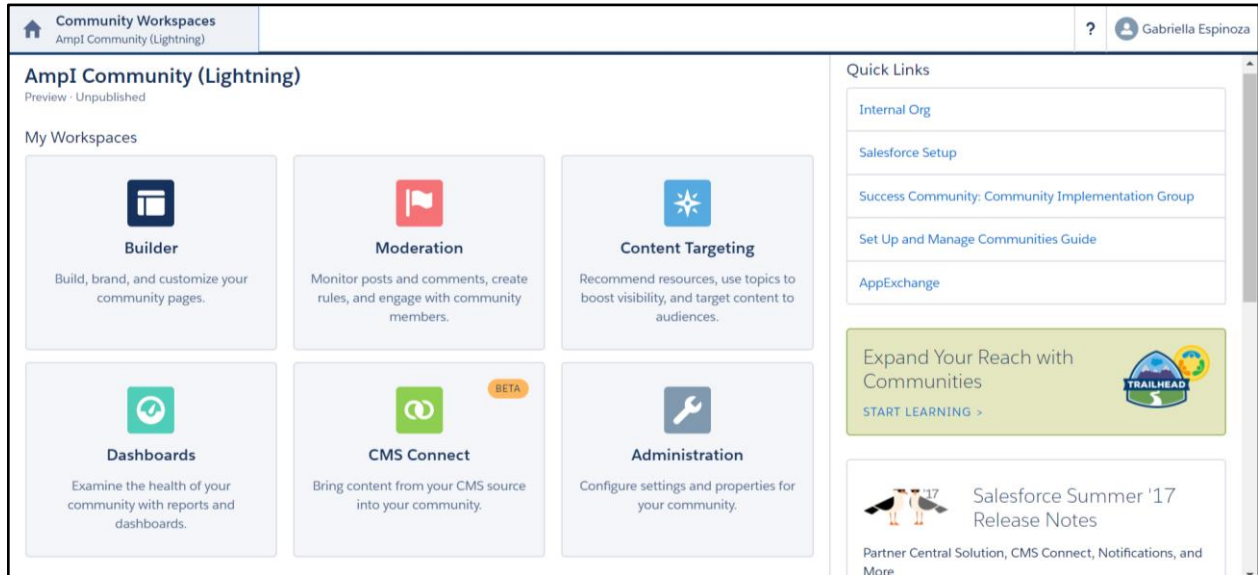 Community Workspaces
AmpI Community (Lightning)
?
Gabriella Espinoza
AmpI Community (Lightning)
Preview · Unpublished
My Workspaces
Builder
Build, brand, and customize your
community pages.
Moderation
Monitor posts and comments, create
rules, and engage with community
members.
Content Targeting
Recommend resources, use topics to
boost visibility, and target content to
audiences.
Dashboards
Examine the health of your
community with reports and
dashboards.
BETA
CMS Connect
Bring content from your CMS source
into your community.
Administration
Configure settings and properties for
your community.
Quick Links
Internal Org
Salesforce Setup
Success Community: Community Implementation Group
Set Up and Manage Communities Guide
AppExchange
Expand Your Reach with
Communities
START LEARNING >
TRAILHEAD
'17
Salesforce Summer '17
Release Notes
Partner Central Solution, CMS Connect, Notifications, and
More